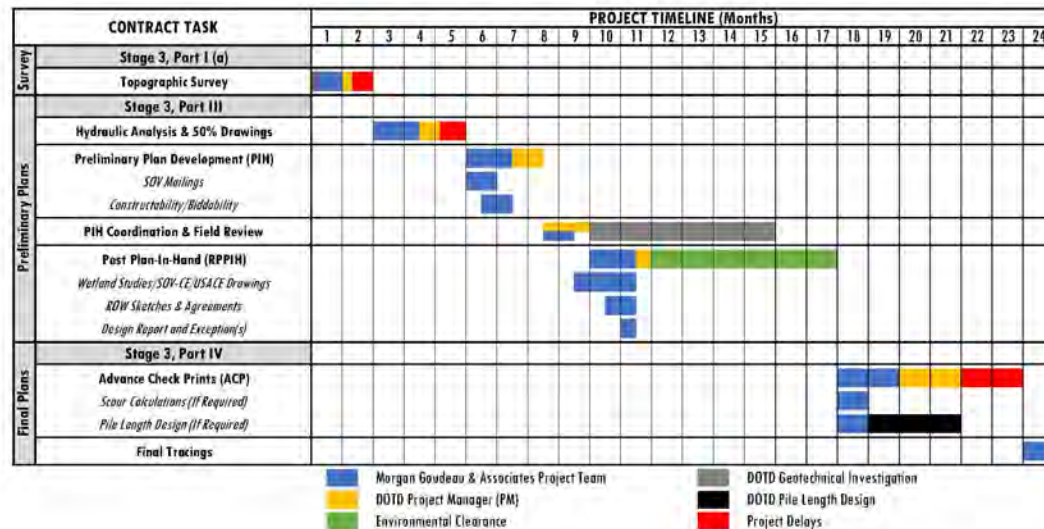 CONTRACT TASK
PROJECT TIMELINE (Months)
1 2 3 4 5 6 7 8 9 10 11 12 13 14 15 16 17 18 19 20 21 22 23 24
Survey
Stage 3, Part I (a)
Topographic Survey
Preliminary Plans
Stage 3, Part III
Hydraulic Analysis & 50% Drawings
Preliminary Plan Development (PIH)
SOV Mailings
Constructability/Biddability
PIH Coordination & Field Review
Post Plan-In-Hand (RPPIH)
Wetland Studies/SOV-CE/USACE Drawings
ROW Sketches & Agreements
Design Report and Exception(s)
Final Plans
Stage 3, Part IV
Advance Check Prints (ACP)
Scour Calculations (If Required)
Pile Length Design (If Required)
Final Tracings
Morgan Goudeau & Associates Project Team
DOTD Project Manager (PM)
Environmental Clearance
DOTD Geotechnical Investigation
DOTD Pile Length Design
Project Delays